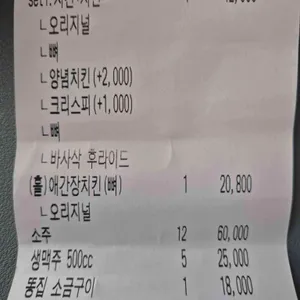 ㄴ오리지널
ㄴ뼈
ㄴ양념치킨(+2,000)
ㄴ크리스피(+1,000)
ㄴ뼈
ㄴ바사삭 후라이드
(홀)애간장치킨(뼈) 1 20,800
ㄴ오리지널
소주 12 60,000
생맥주 500cc 5 25,000
똥집 소금구이 1 18,000